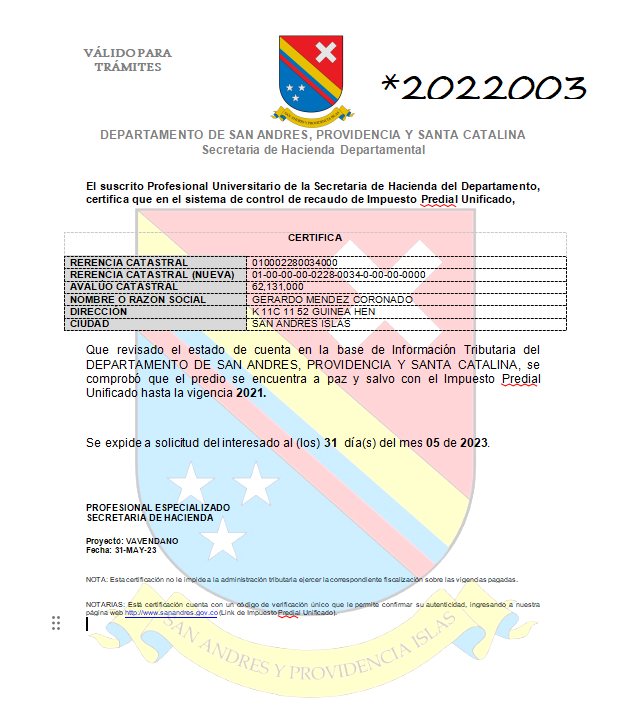 VÁLIDO PARA
TRÁMITES
*2022003
DEPARTAMENTO DE SAN ANDRES, PROVIDENCIA Y SANTA CATALINA
Secretaria de Hacienda Departamental
El suscrito Profesional Universitario de la Secretaria de Hacienda del Departamento,
certifica que en el sistema de control de recaudo de Impuesto Predial Unificado,
CERTIFICA
RERENCIA CATASTRAL 010002280034000
RERENCIA CATASTRAL (NUEVA) 01-00-00-00-0228-0034-0-00-00-0000
AVALÚO CATASTRAL 62,131,000
NOMBRE O RAZON SOCIAL GERARDO MENDEZ CORONADO
DIRECCIÓN K 11C 11 52 GUINEA HEN
CIUDAD SAN ANDRES ISLAS
Que revisado el estado de cuenta en la base de Información Tributaria del
DEPARTAMENTO DE SAN ANDRES, PROVIDENCIA Y SANTA CATALINA, se
comprobó que el predio se encuentra a paz y salvo con el Impuesto Predial
Unificado hasta la vigencia 2021.
Se expide a solicitud del interesado al (los) 31 día(s) del mes 05 de 2023.
PROFESIONAL ESPECIALIZADO
SECRETARIA DE HACIENDA
Proyectó: VAVENDANO
Fecha: 31-MAY-23
NOTA: Esta certificación no le impide a la administración tributaria ejercer la correspondiente fiscalización sobre las vigencias pagadas.
NOTARIAS: Está certificación cuenta con un código de verificación único que le permite confirmar su autenticidad, ingresando a nuestra
página web http://www.sanandres.gov.co (Link de Impuesto Predial Unificado)
SAN ANDRES Y PROVIDENCIA ISLAS